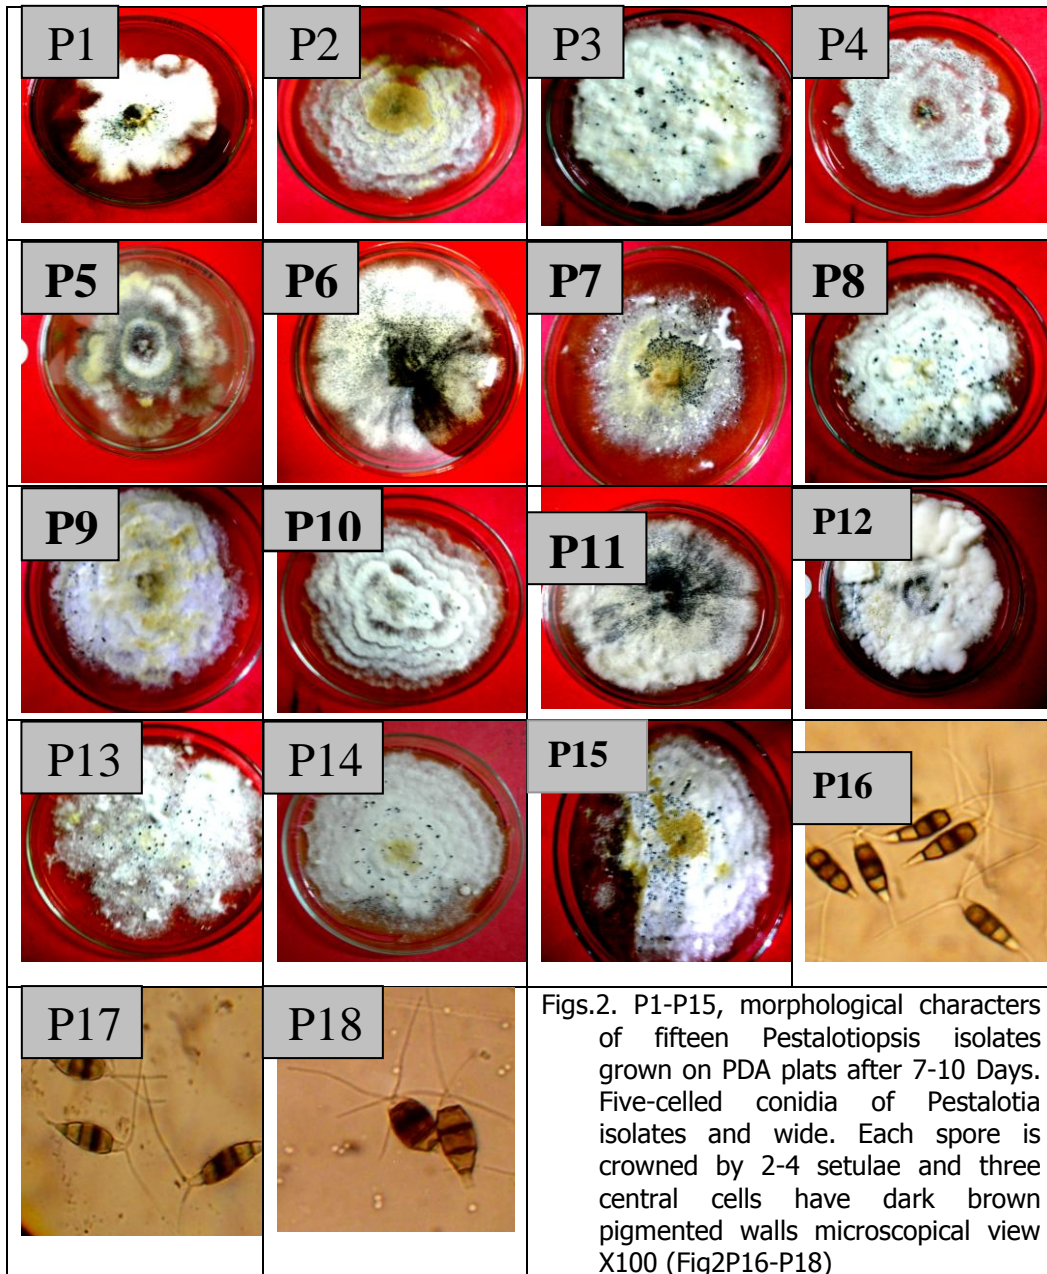 P1
P2
P3
P4
P5
P6
P7
P8
P9
P10
P11
P12
P13
P14
P15
P16
P17
P18
Figs.2. P1-P15, morphological characters
of fifteen Pestalotiopsis isolates
grown on PDA plats after 7-10 Days.
Five-celled conidia of Pestalotia
isolates and wide. Each spore is
crowned by 2-4 setulae and three
central cells have dark brown
pigmented walls microscopical view
X100 (Fig2P16-P18)